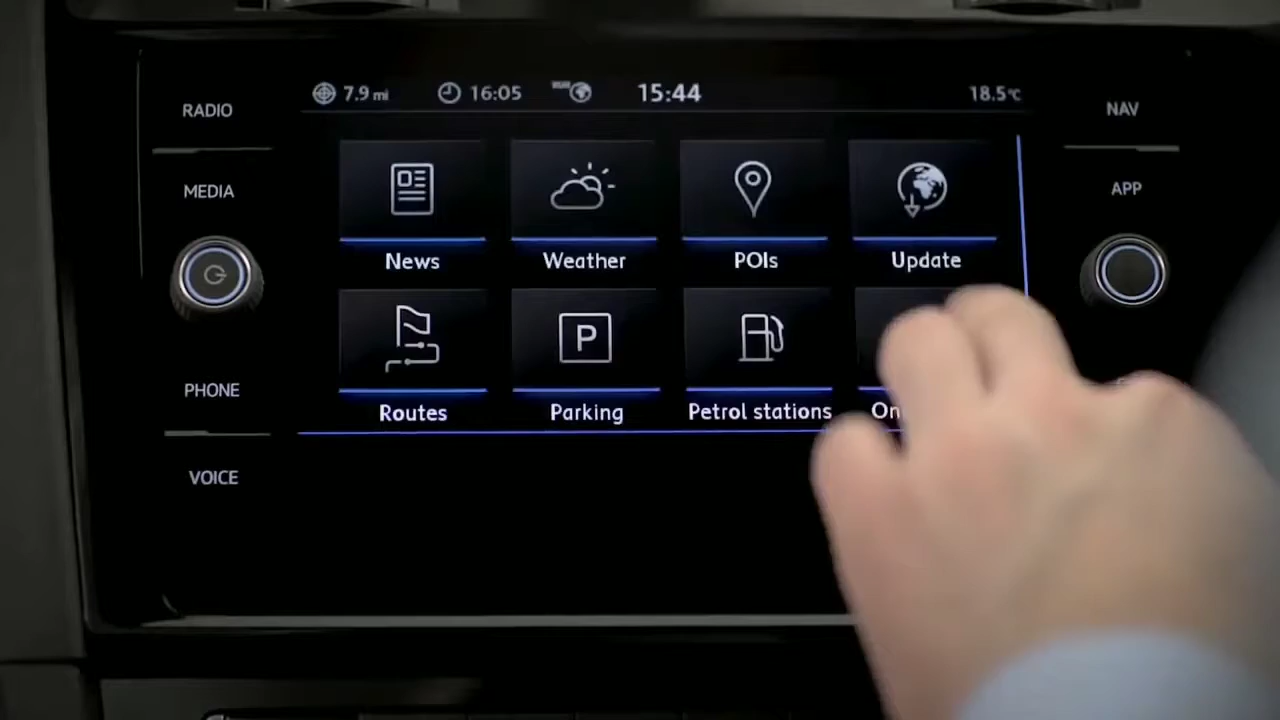 RADIO
MEDIA
PHONE
VOICE
7.9 mi 16:05 15:44 18.5°C
News Weather POIs Update
P
Routes Parking Petrol stations On
NAV
APP